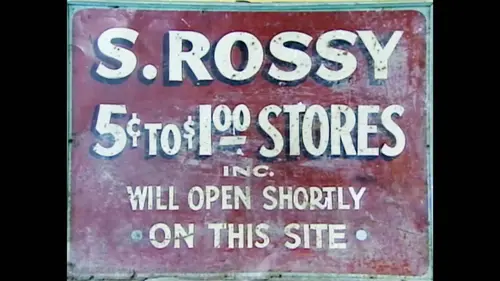 S. ROSSY
5¢ TO $1.00 STORES
INC.
WILL OPEN SHORTLY
• ON THIS SITE •